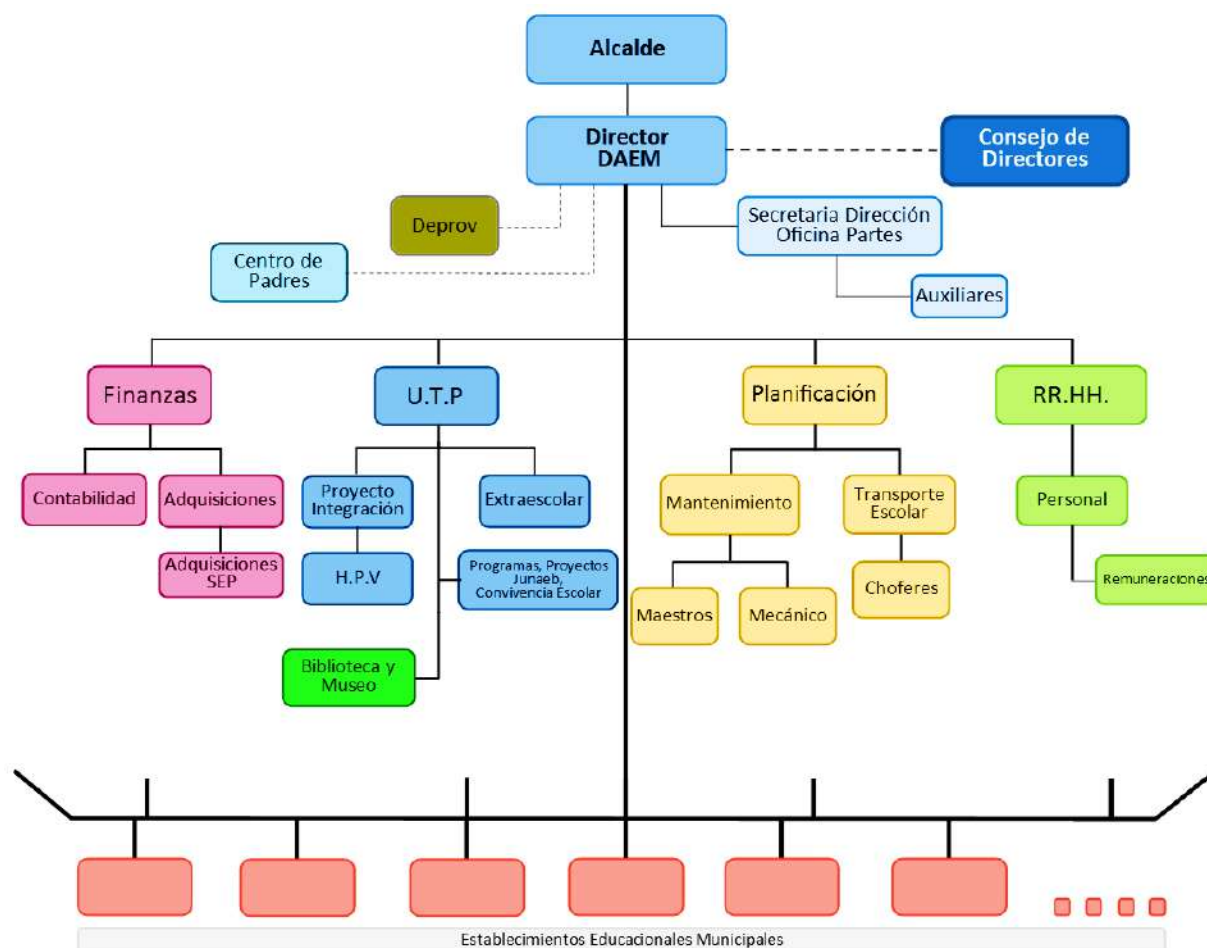 Alcalde
Director
DAEM
Consejo de
Directores
Deprov
Secretaria Dirección
Oficina Partes
Centro de
Padres
Auxiliares
Finanzas
U.T.P
Planificación
RR.HH.
Contabilidad
Adquisiciones
Proyecto
Integración
Extraescolar
Mantenimiento
Transporte
Escolar
Personal
Adquisiciones
SEP
H.P.V
Programas, Proyectos
Junaeb,
Convivencia Escolar
Maestros
Mecánico
Choferes
Remuneraciones
Biblioteca y
Museo
Establecimientos Educacionales Municipales